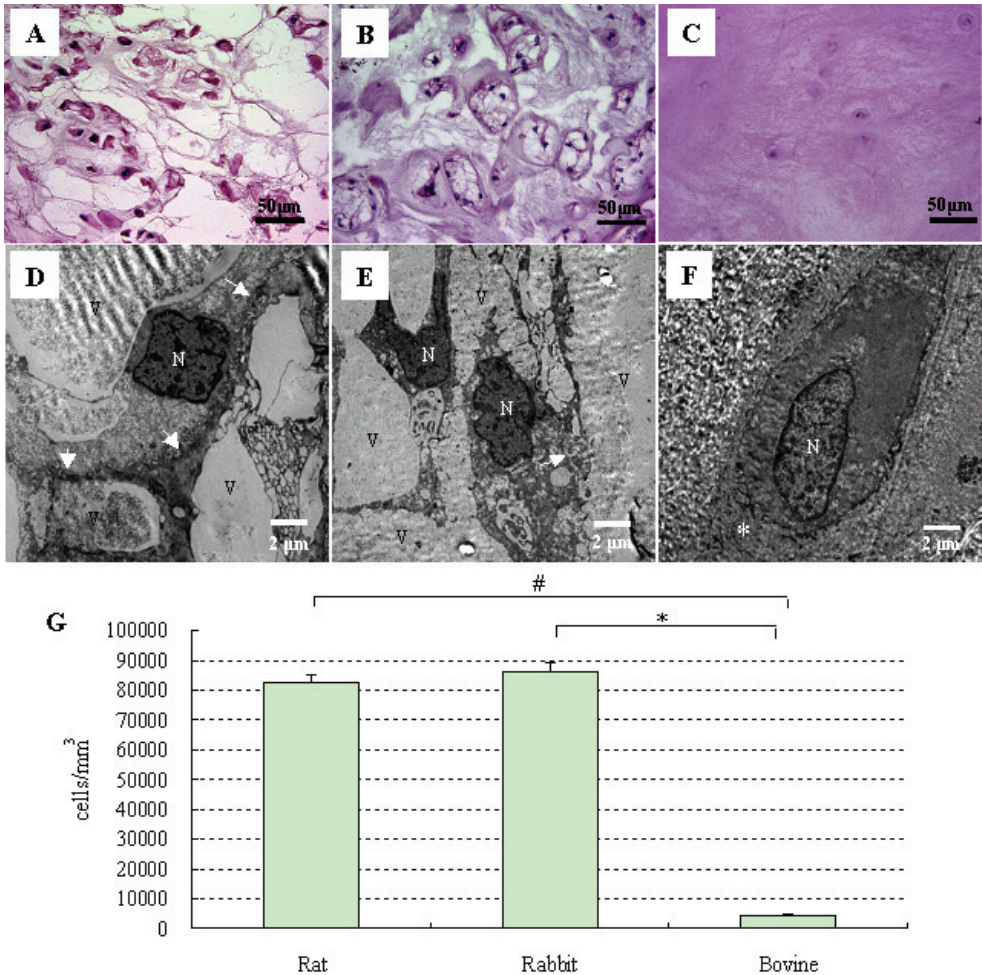 A
50μm
B
50μm
C
50μm
D
V
N
V
V
2 μm
E
V
N
N
V
V
V
2 μm
F
N
*
2 μm
G
#
*
100000
90000
80000
70000
60000
50000
40000
30000
20000
10000
0
cells/mm³
Rat
Rabbit
Bovine